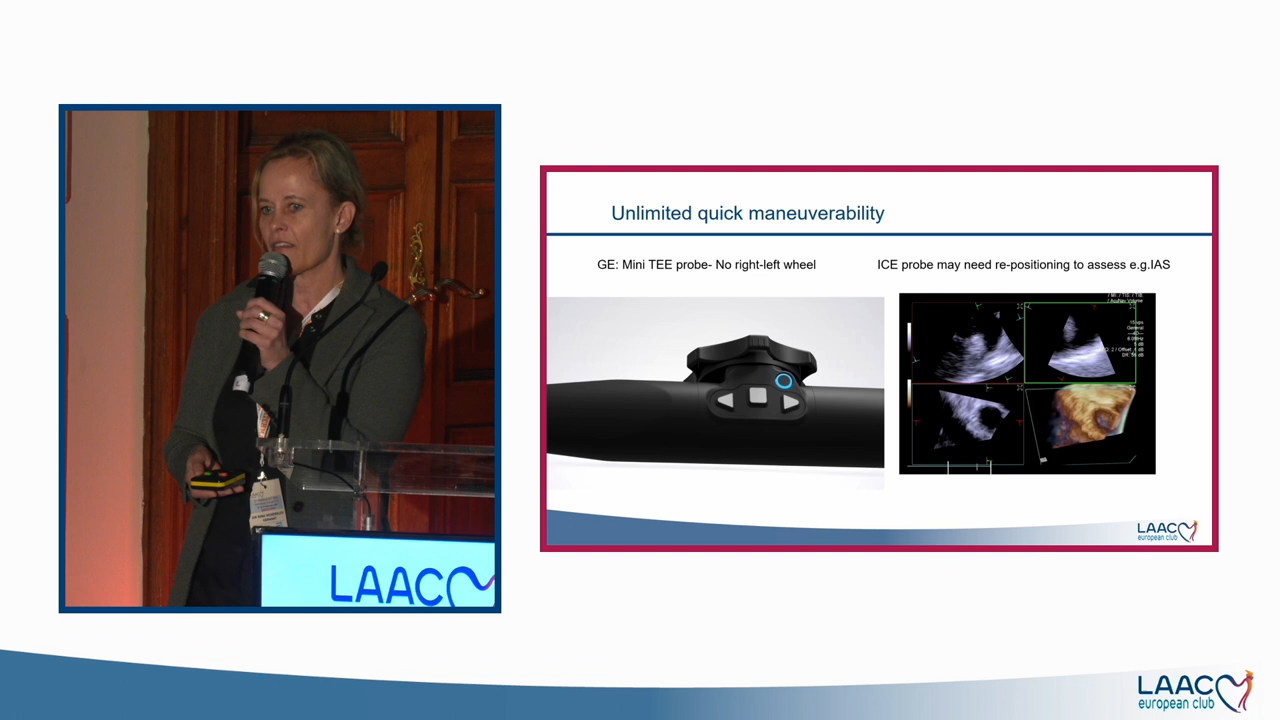 Unlimited quick maneuverability
GE: Mini TEE probe- No right-left wheel
ICE probe may need re-positioning to assess e.g.IAS
General
LAAC
european club
LAAC
LAAC
european club